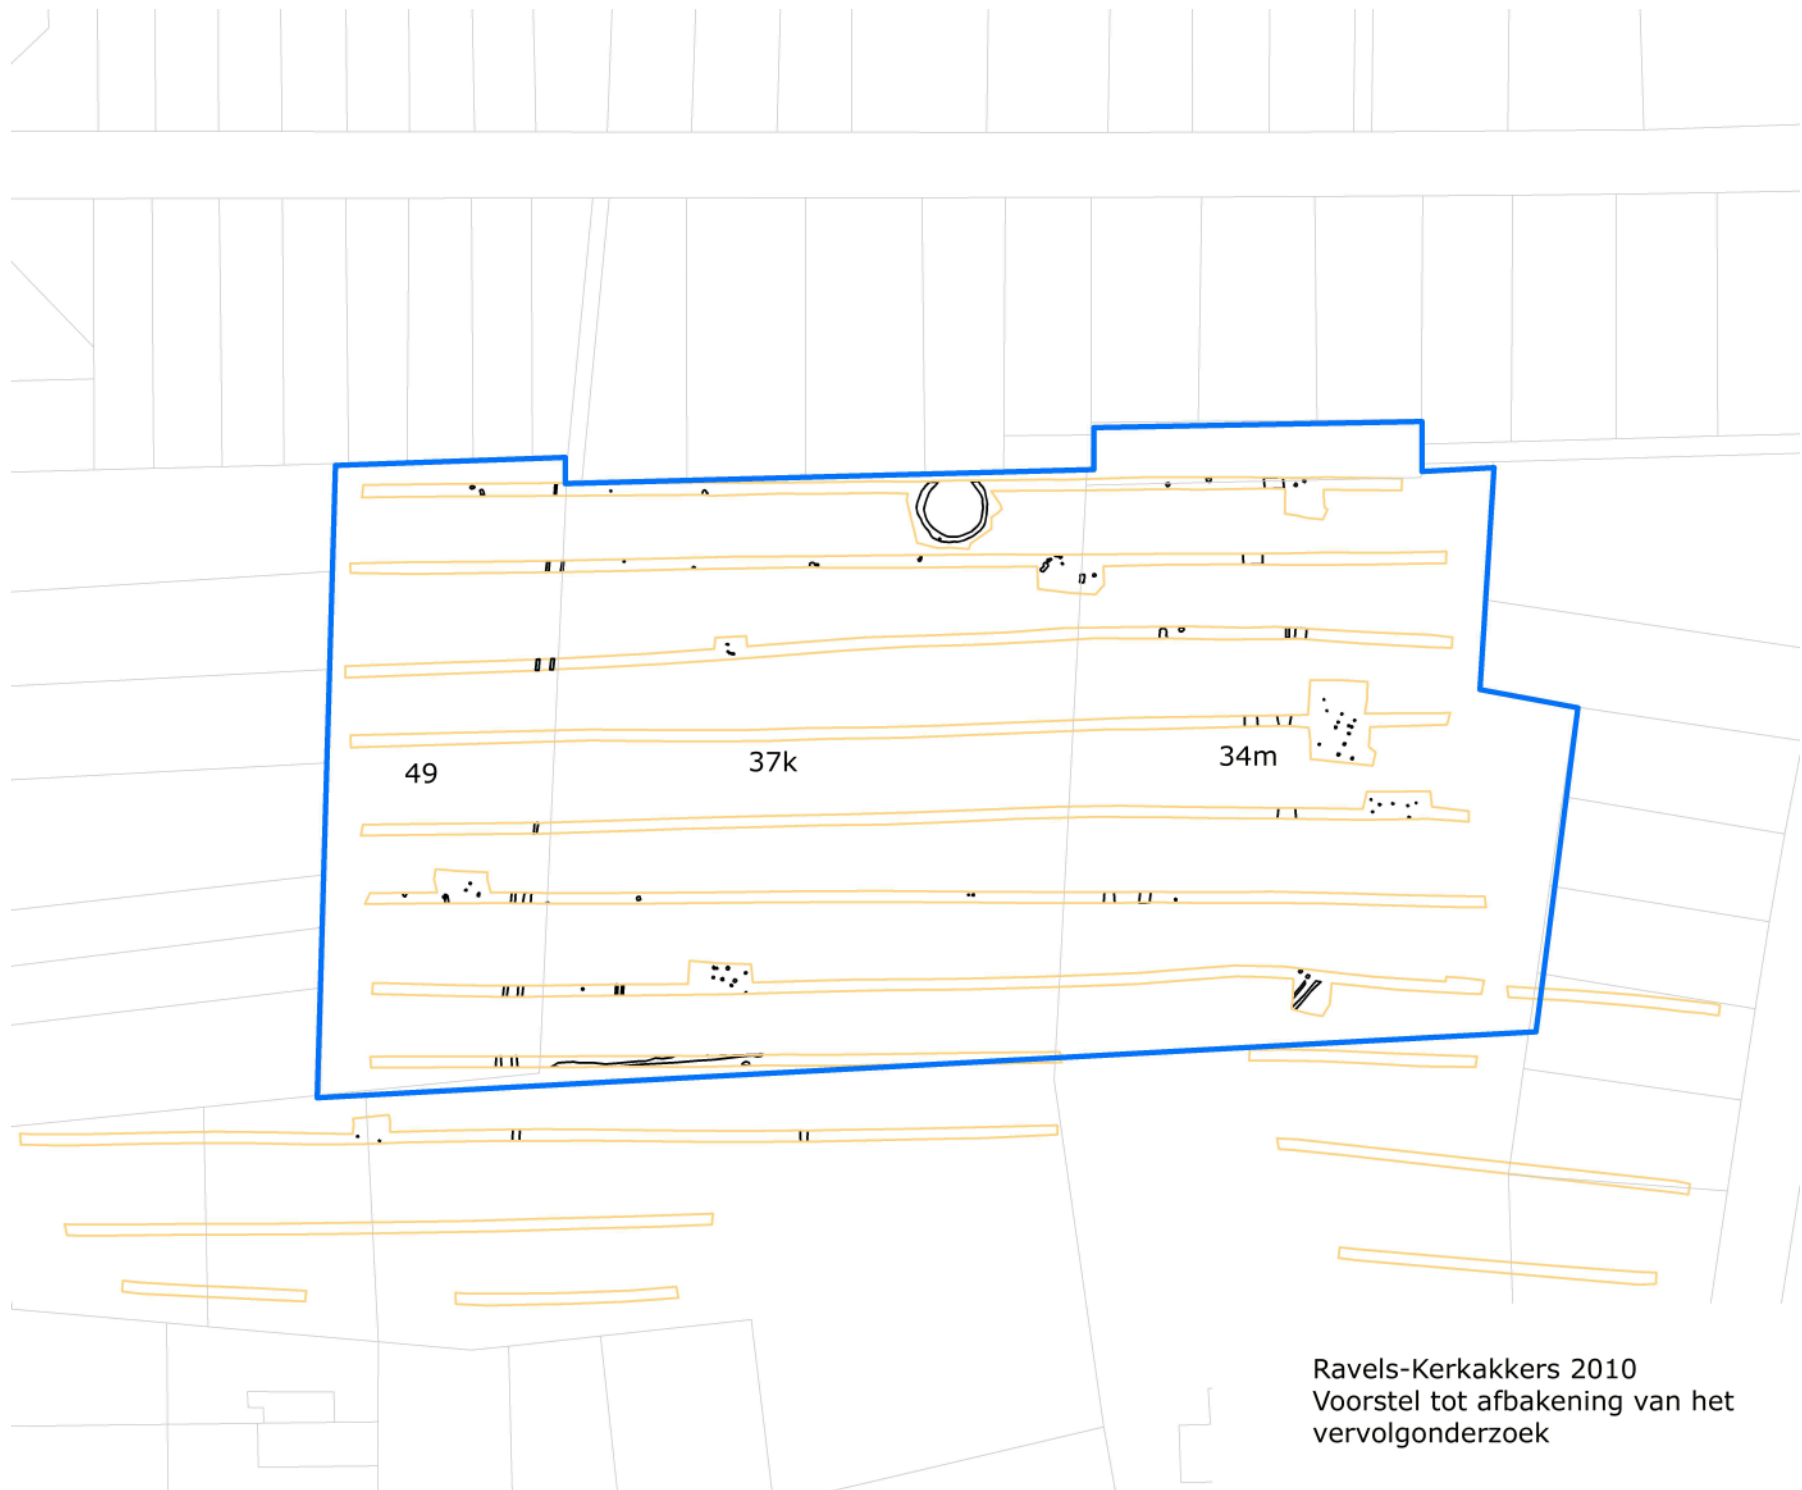 49
37k
34m
Ravels-Kerkakkers 2010
Voorstel tot afbakening van het
vervolgonderzoek